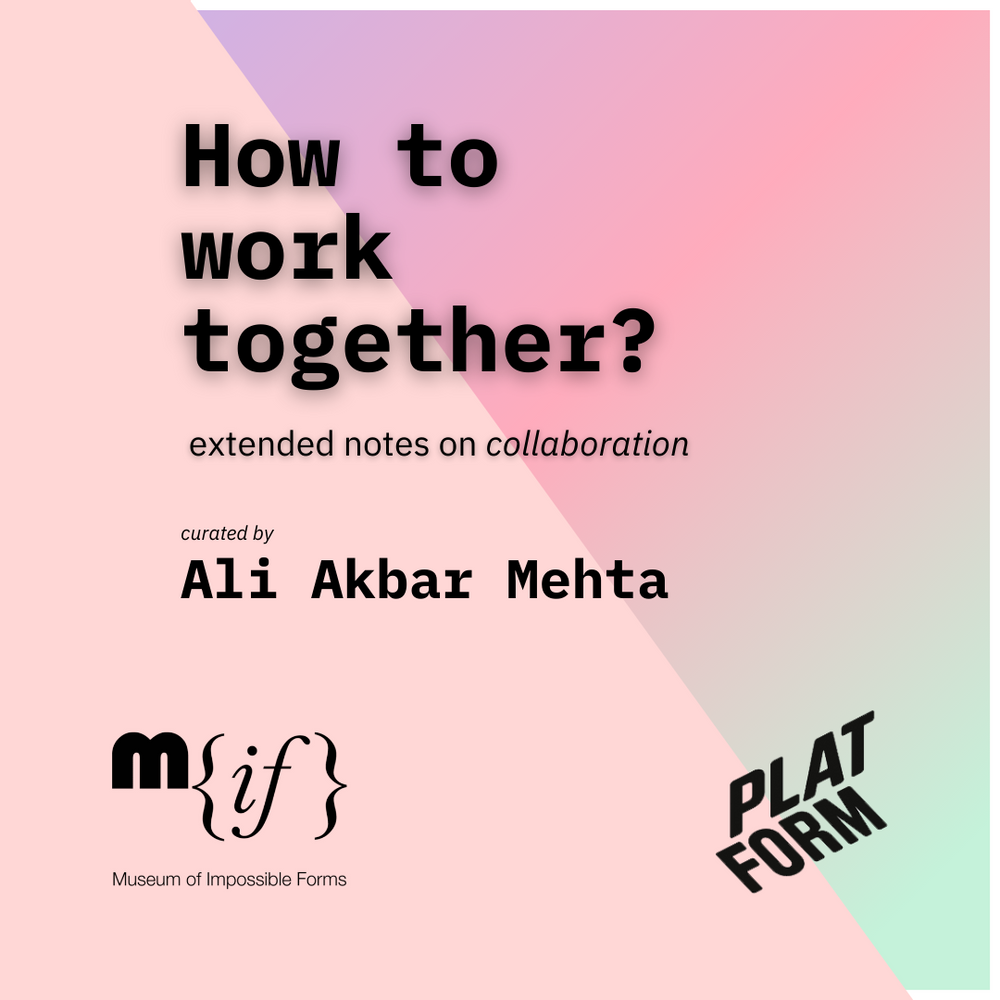 How to
work
together?
extended notes on collaboration
curated by
Ali Akbar Mehta
m{if}
Museum of Impossible Forms
PLAT
FORM